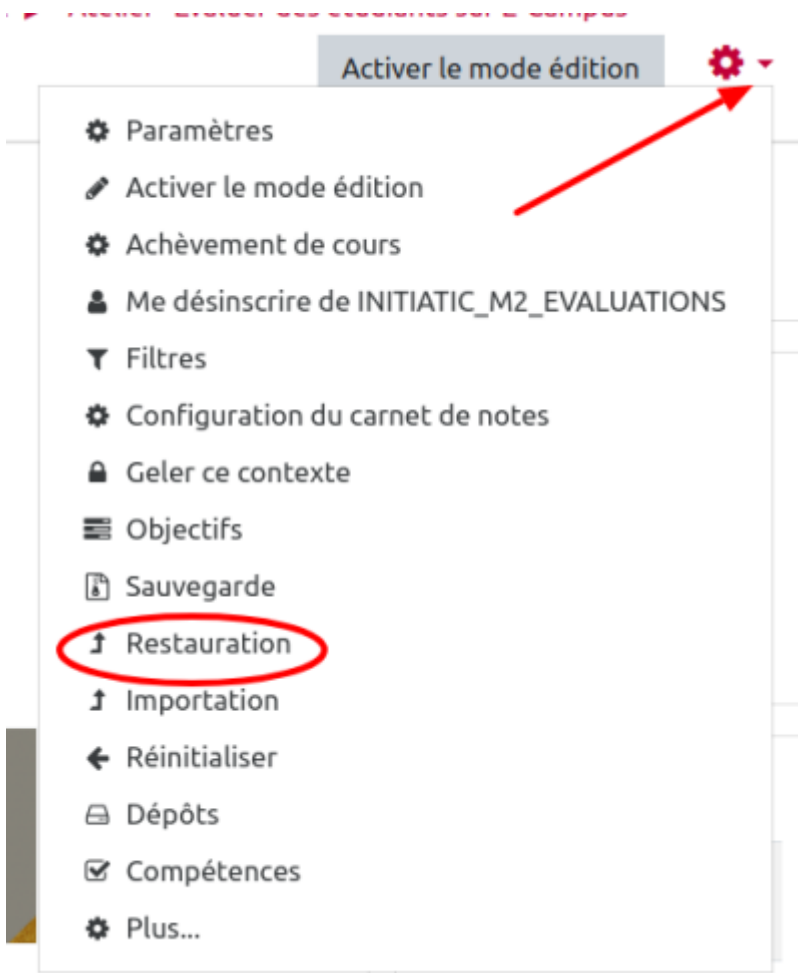 Activer le mode édition
Paramètres
Activer le mode édition
Achèvement de cours
Me désinscrire de INITIATIC_M2_EVALUATIONS
Filtres
Configuration du carnet de notes
Geler ce contexte
Objectifs
Sauvegarde
Restauration
Importation
Réinitialiser
Dépôts
Compétences
Plus...